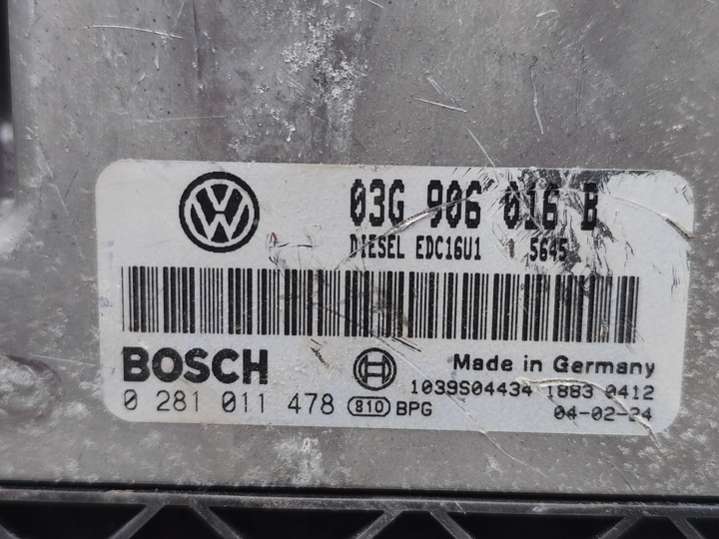 03G 906 016 B
DIESEL EDC16U1 5645
BOSCH
Made in Germany
1039S04434 1883 0412
0 281 011 478 810 BPG 04-02-24